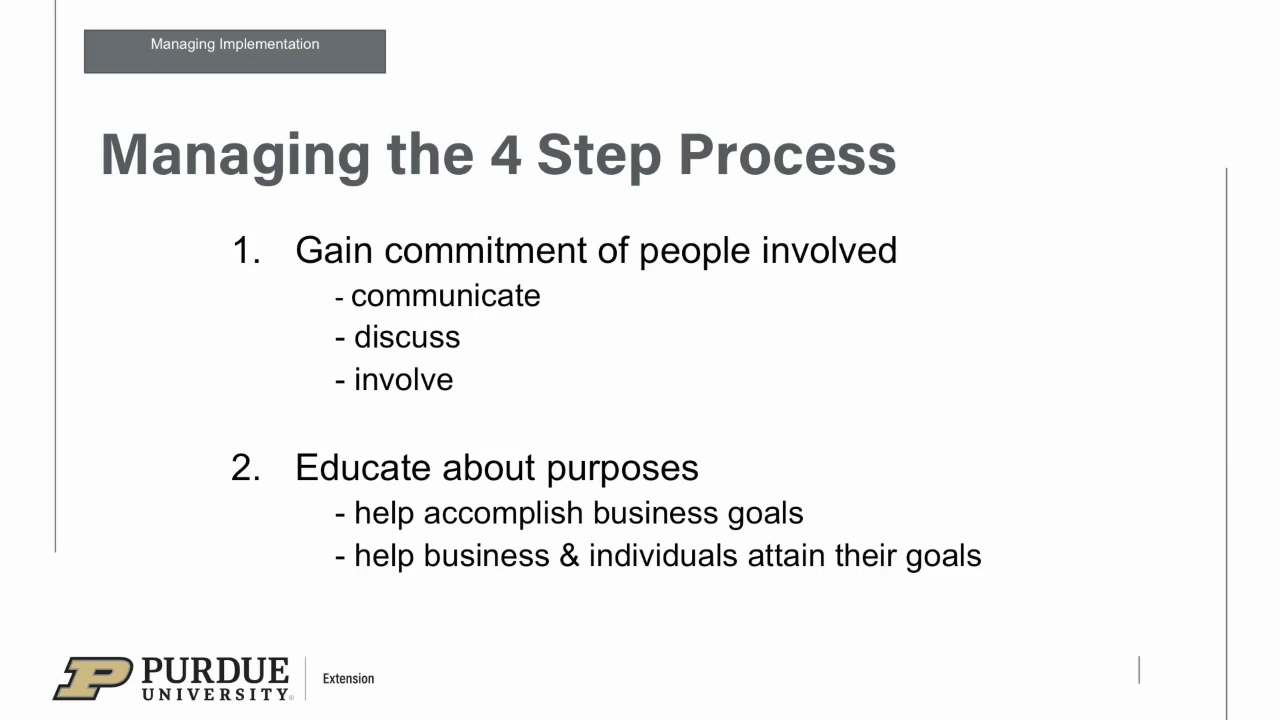 Managing Implementation
Managing the 4 Step Process
1. Gain commitment of people involved
- communicate
- discuss
- involve
2. Educate about purposes
- help accomplish business goals
- help business & individuals attain their goals
PURDUE
UNIVERSITY®
Extension